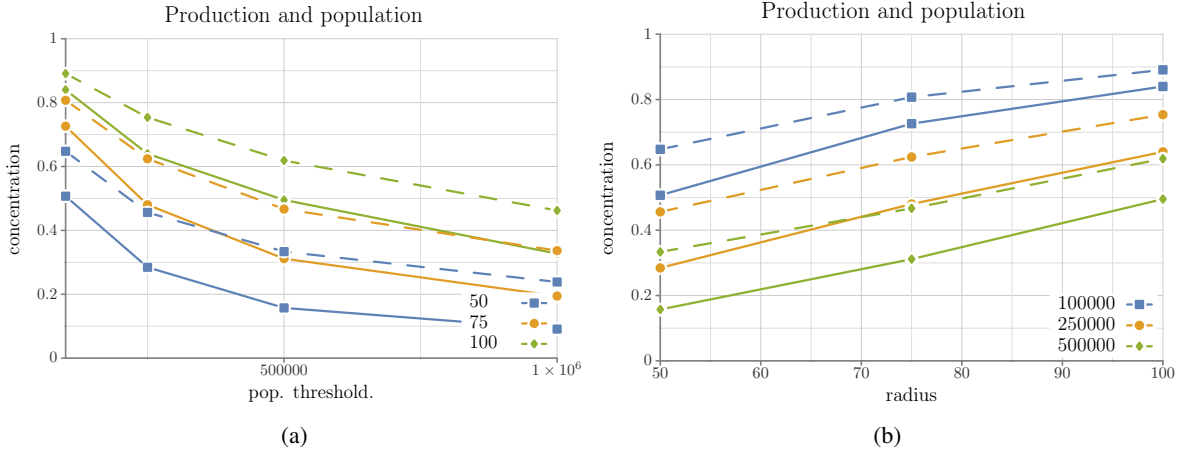 Production and population
concentration
1
0.8
0.6
0.4
0.2
0
500000
1 × 10⁶
pop. threshold.
50
75
100
(a)
Production and population
concentration
1
0.8
0.6
0.4
0.2
0
50
60
70
80
90
100
radius
100000
250000
500000
(b)